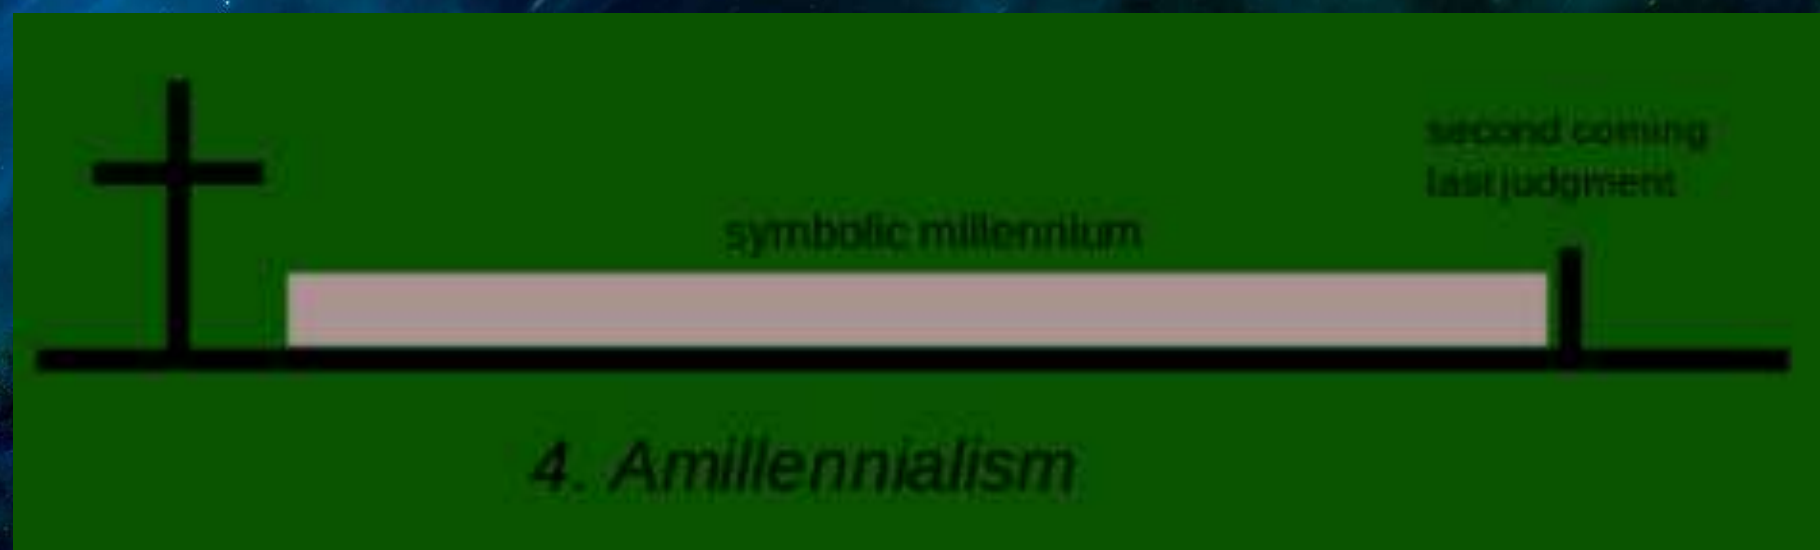 second coming
last judgment
symbolic millennium
4. Amillennialism